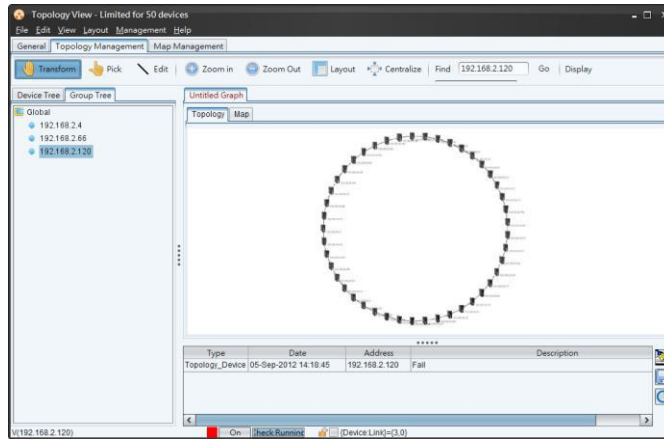 Topology View - Limited for 50 devices
File Edit View Layout Management Help
General Topology Management Map Management
Transform Pick Edit Zoom in Zoom Out Layout Centralize Find 192.168.2.120 Go Display
Device Tree Group Tree
Untitled Graph
Global
Topology Map
192.168.2.4
192.168.2.66
192.168.2.120
Type Date Address Description
Topology_Device 05-Sep-2012 14:18:45 192.168.2.120 Fail
V(192.168.2.120) On Check Running (Device:Link)=(3,0)